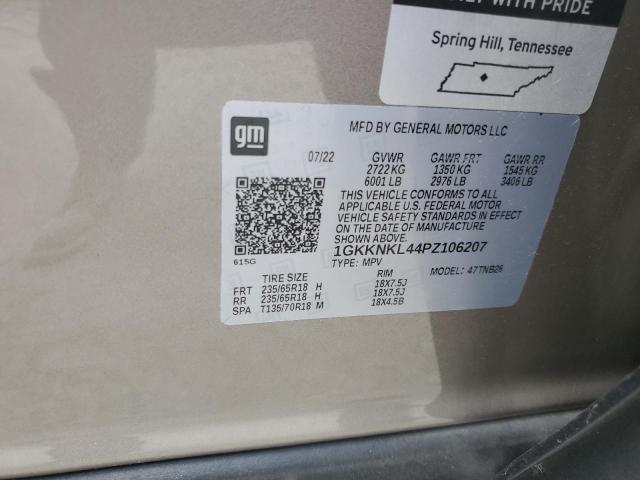 WITH PRIDE
Spring Hill, Tennessee
gm
MFD BY GENERAL MOTORS LLC
07/22 GVWR GAWR FRT GAWR RR
2722 KG 1350 KG 1545 KG
6001 LB 2976 LB 3406 LB
THIS VEHICLE CONFORMS TO ALL
APPLICABLE U.S. FEDERAL MOTOR
VEHICLE SAFETY STANDARDS IN EFFECT
ON THE DATE OF MANUFACTURE
SHOWN ABOVE.
1GKKNKL44PZ106207
615G
TYPE: MPV MODEL: 47TNB26
TIRE SIZE RIM
FRT 235/65R18 H 18X7.5J
RR 235/65R18 H 18X7.5J
SPA T135/70R18 M 18X4.5B